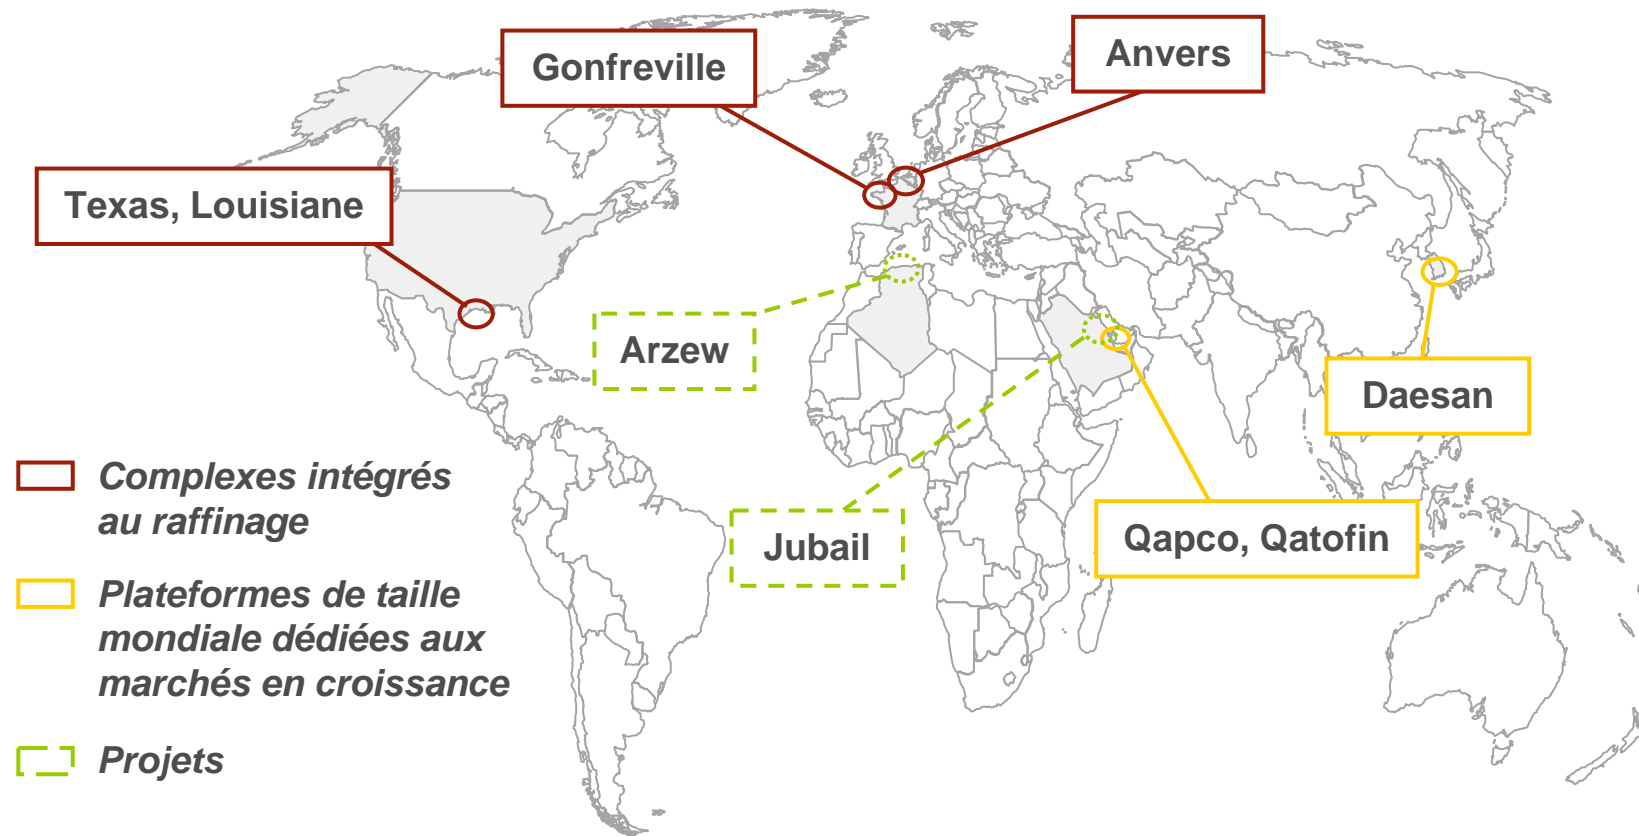 Gonfreville
Anvers
Texas, Louisiane
Arzew
Daesan
Jubail
Qapco, Qatofin
Complexes intégrés
au raffinage
Plateformes de taille
mondiale dédiées aux
marchés en croissance
Projets